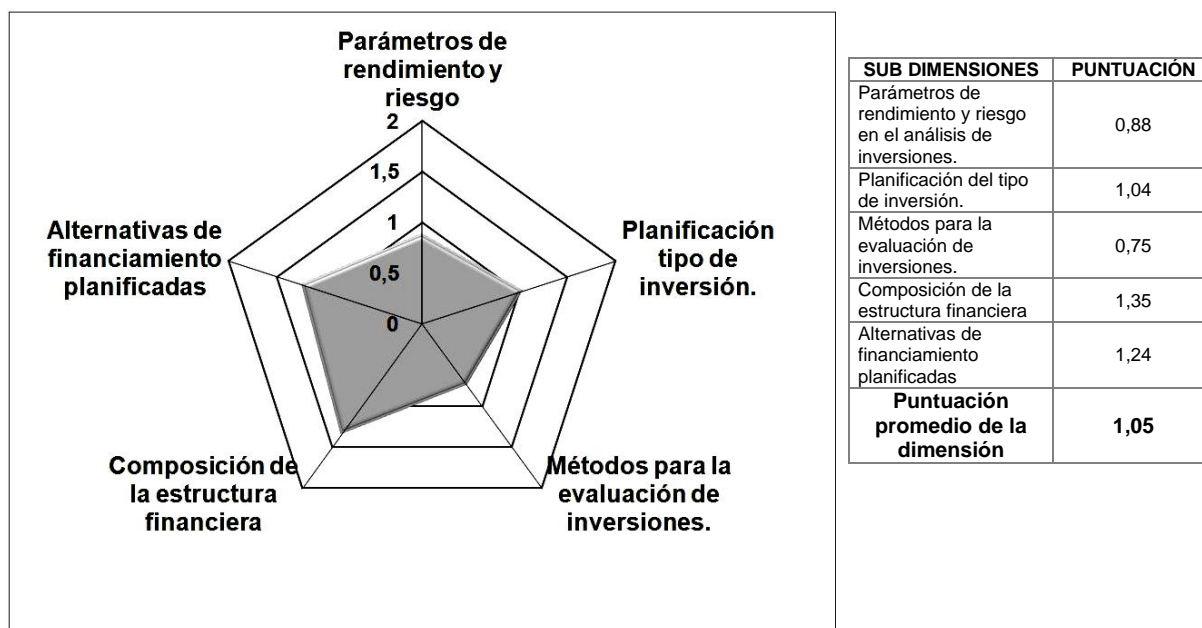 Parámetros de
rendimiento y
riesgo
2
1,5
1
0,5
0
Planificación
tipo de
inversión.
Métodos para la
evaluación de
inversiones.
Composición de
la estructura
financiera
Alternativas de
financiamiento
planificadas
SUB DIMENSIONES PUNTUACIÓN
Parámetros de
rendimiento y riesgo
en el análisis de
inversiones.
0,88
Planificación del tipo
de inversión.
1,04
Métodos para la
evaluación de
inversiones.
0,75
Composición de la
estructura financiera
1,35
Alternativas de
financiamiento
planificadas
1,24
Puntuación
promedio de la
dimensión
1,05